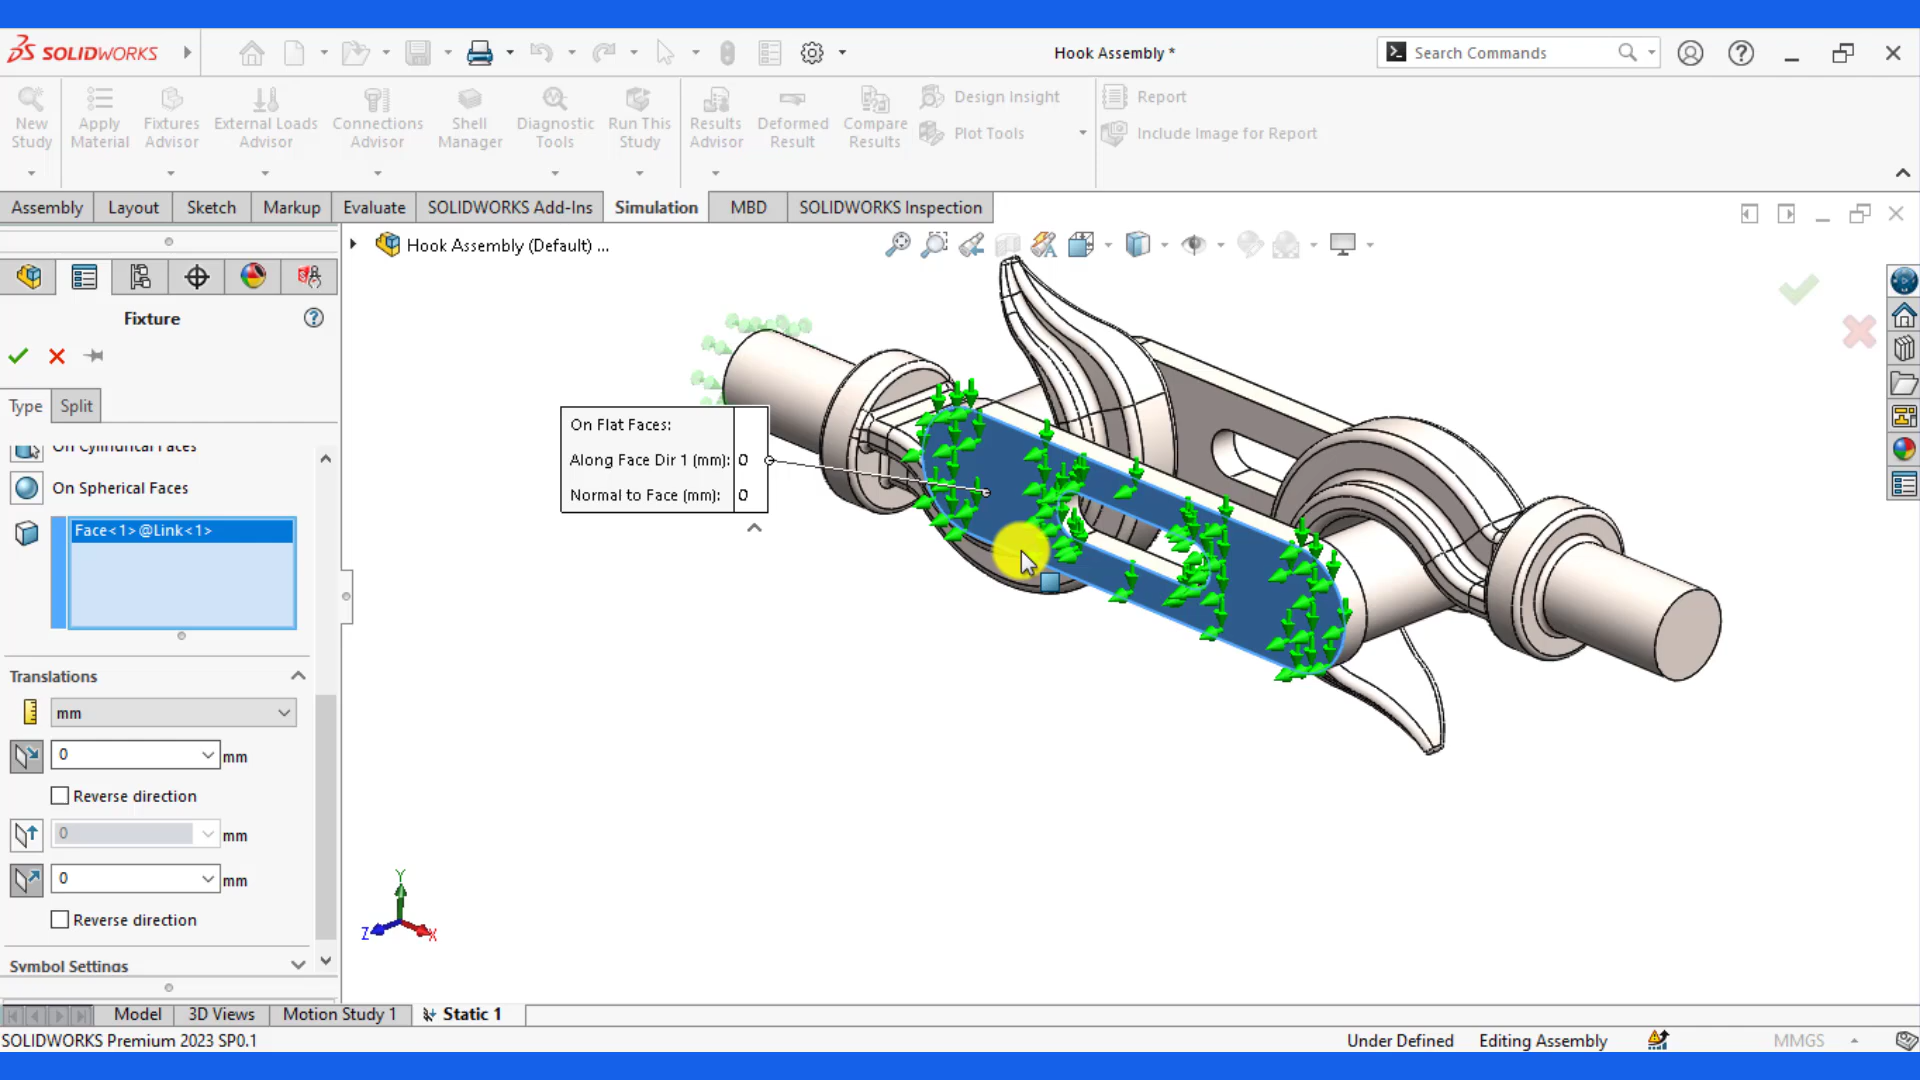 SOLIDWORKS
Hook Assembly *
Search Commands
New Study
Apply Material
Fixtures Advisor
External Loads Advisor
Connections Advisor
Shell Manager
Diagnostic Tools
Run This Study
Results Advisor
Deformed Result
Compare Results
Design Insight
Plot Tools
Report
Include Image for Report
Assembly
Layout
Sketch
Markup
Evaluate
SOLIDWORKS Add-Ins
Simulation
MBD
SOLIDWORKS Inspection
Hook Assembly (Default) ...
Fixture
Type
Split
On Cylindrical Faces
On Spherical Faces
Face<1>@Link<1>
Translations
mm
0 mm
Reverse direction
0 mm
0 mm
Reverse direction
Symbol Settings
On Flat Faces:
Along Face Dir 1 (mm): 0
Normal to Face (mm): 0
Y
Z
X
Model
3D Views
Motion Study 1
Static 1
SOLIDWORKS Premium 2023 SP0.1
Under Defined
Editing Assembly
MMGS